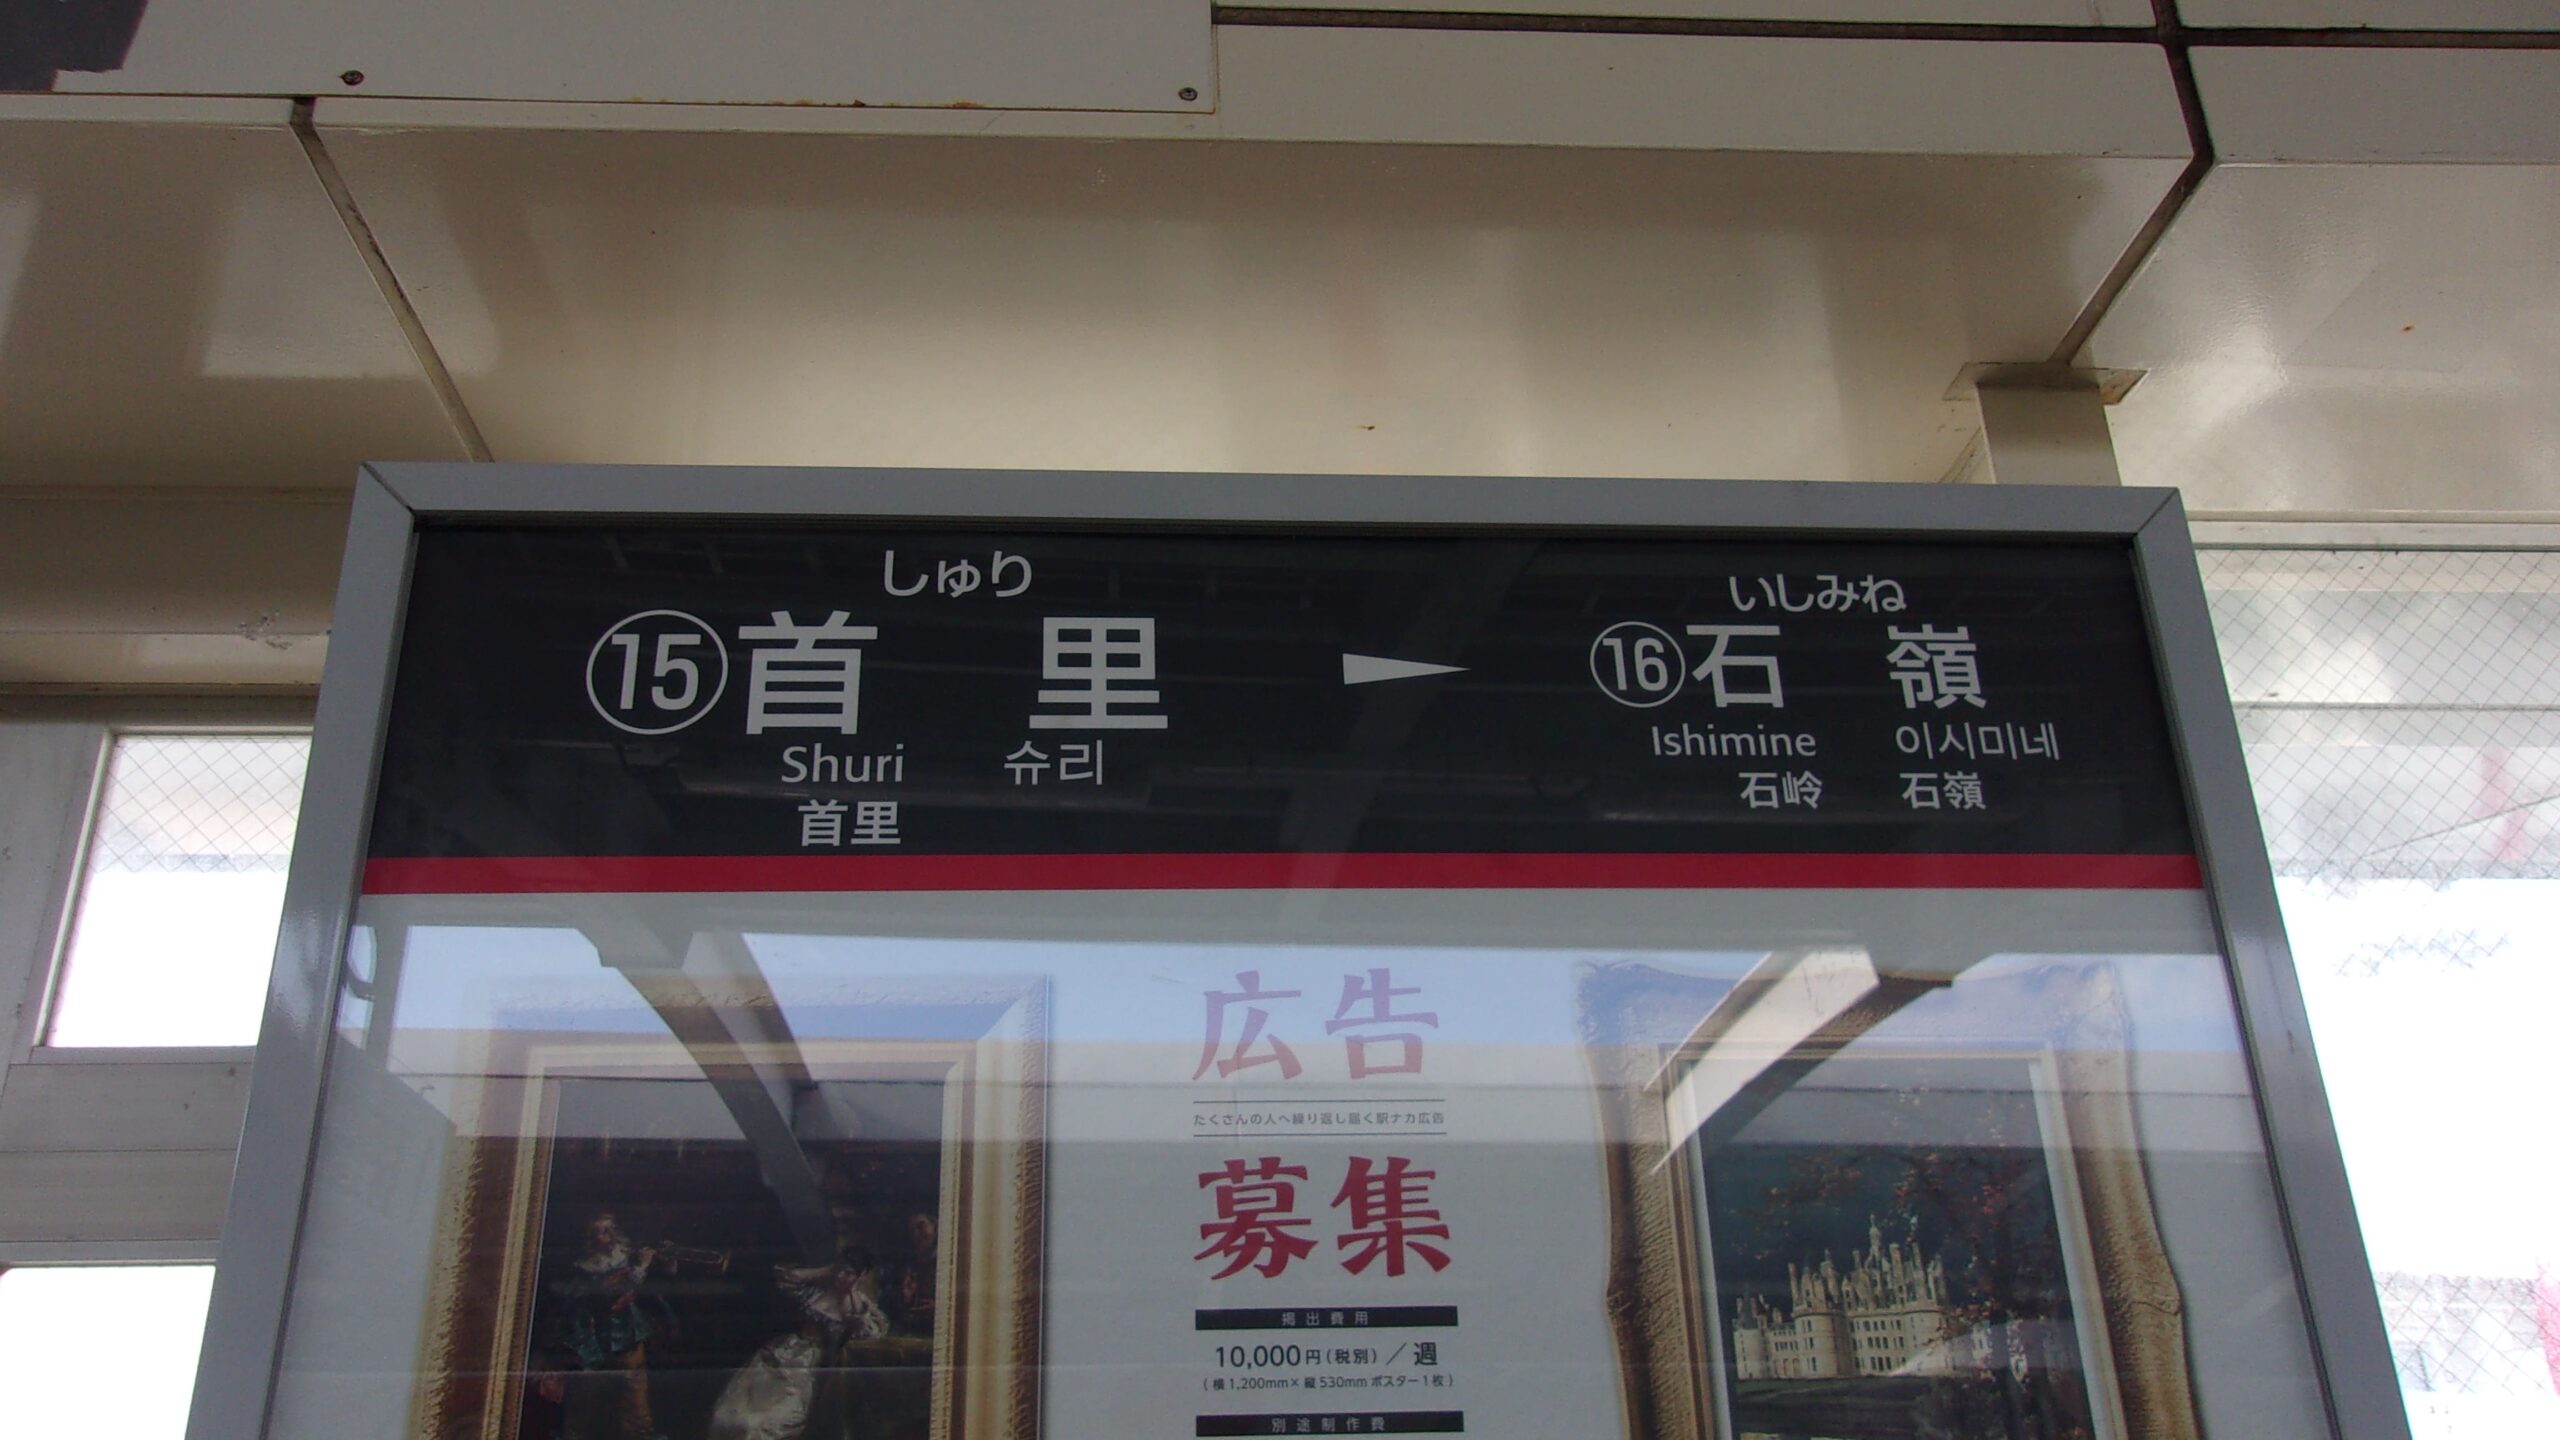 しゅり
⑮首里
Shuri 슈리
首里
▶
いしみね
⑯石嶺
Ishimine 이시미네
石岭 石嶺
広告
たくさんの人へ繰り返し届く駅ナカ広告
募集
掲出費用
10,000円(税別)／週
(横1,200mm×縦530mmポスター1枚)
別途制作費